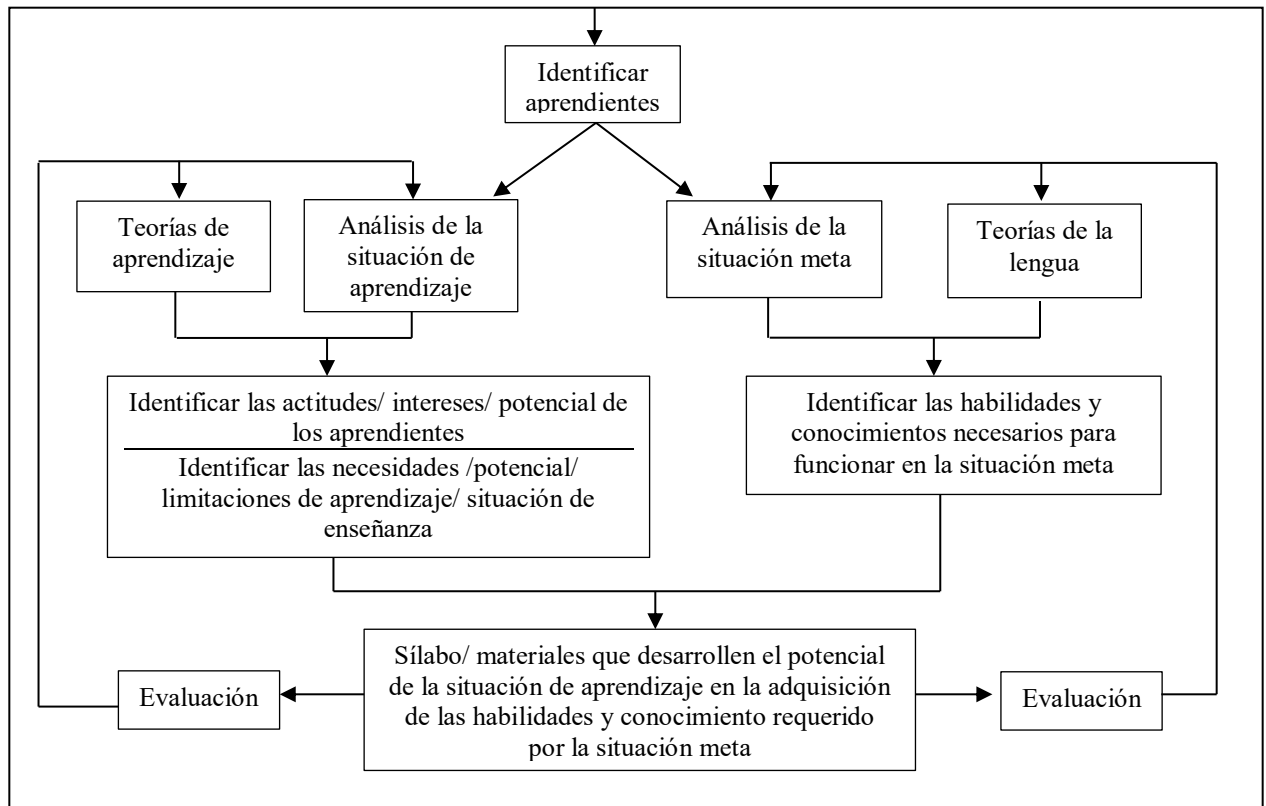 Identificar
aprendientes
Teorías de
aprendizaje
Análisis de la
situación de
aprendizaje
Análisis de la
situación meta
Teorías de la
lengua
Identificar las actitudes/ intereses/ potencial de
los aprendientes
Identificar las necesidades /potencial/
limitaciones de aprendizaje/ situación de
enseñanza
Identificar las habilidades y
conocimientos necesarios para
funcionar en la situación meta
Evaluación
Sílabo/ materiales que desarrollen el potencial
de la situación de aprendizaje en la adquisición
de las habilidades y conocimiento requerido
por la situación meta
Evaluación